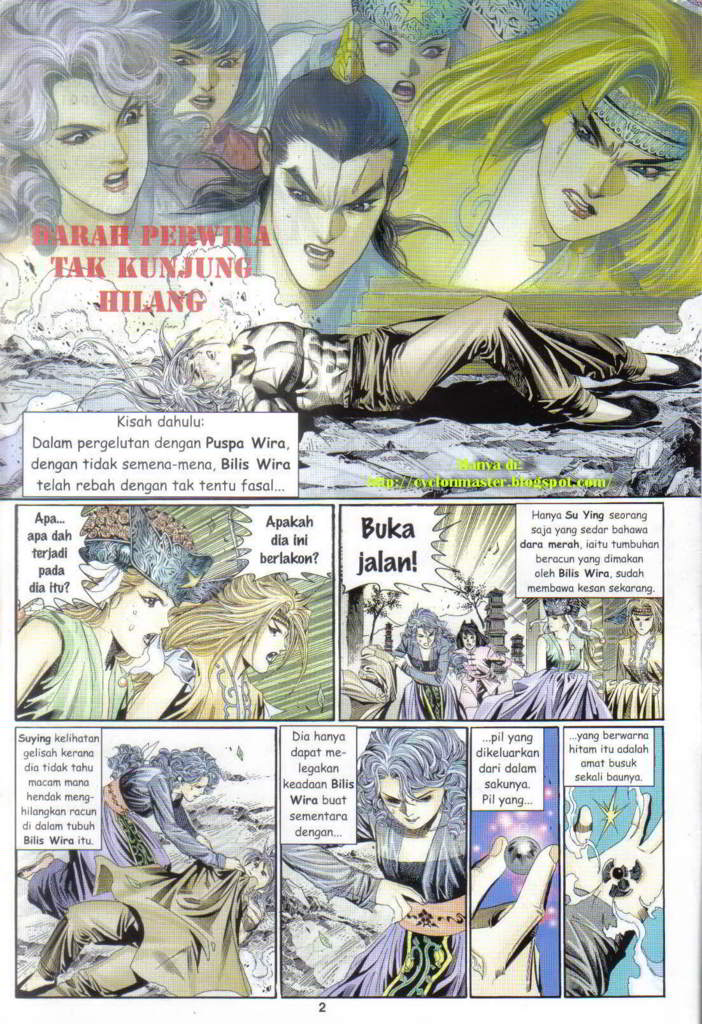 DARAH PERWIRA
TAK KUNJUNG
HILANG
Kisah dahulu:
Dalam pergelutan dengan Puspa Wira,
dengan tidak semena-mena, Bilis Wira
telah rebah dengan tak tentu fasal...
Hanya di:
http://cyclonmaster.blogspot.com
Apa...
apa dah
terjadi
pada
dia itu?
Apakah
dia ini
berlakon?
Buka
jalan!
Hanya Su Ying seorang
saja yang sedar bahawa
dara merah, iaitu tumbuhan
beracun yang dimakan
oleh Bilis Wira, sudah
membawa kesan sekarang.
Suying kelihatan
gelisah kerana
dia tidak tahu
macam mana
hendak meng-
hilangkan racun
di dalam tubuh
Bilis Wira itu.
Dia hanya
dapat me-
legakan
keadaan Bilis
Wira buat
sementara
dengan...
...pil yang
dikeluarkan
dari dalam
sakunya.
Pil yang...
...yang berwarna
hitam itu adalah
amat busuk
sekali baunya.
2